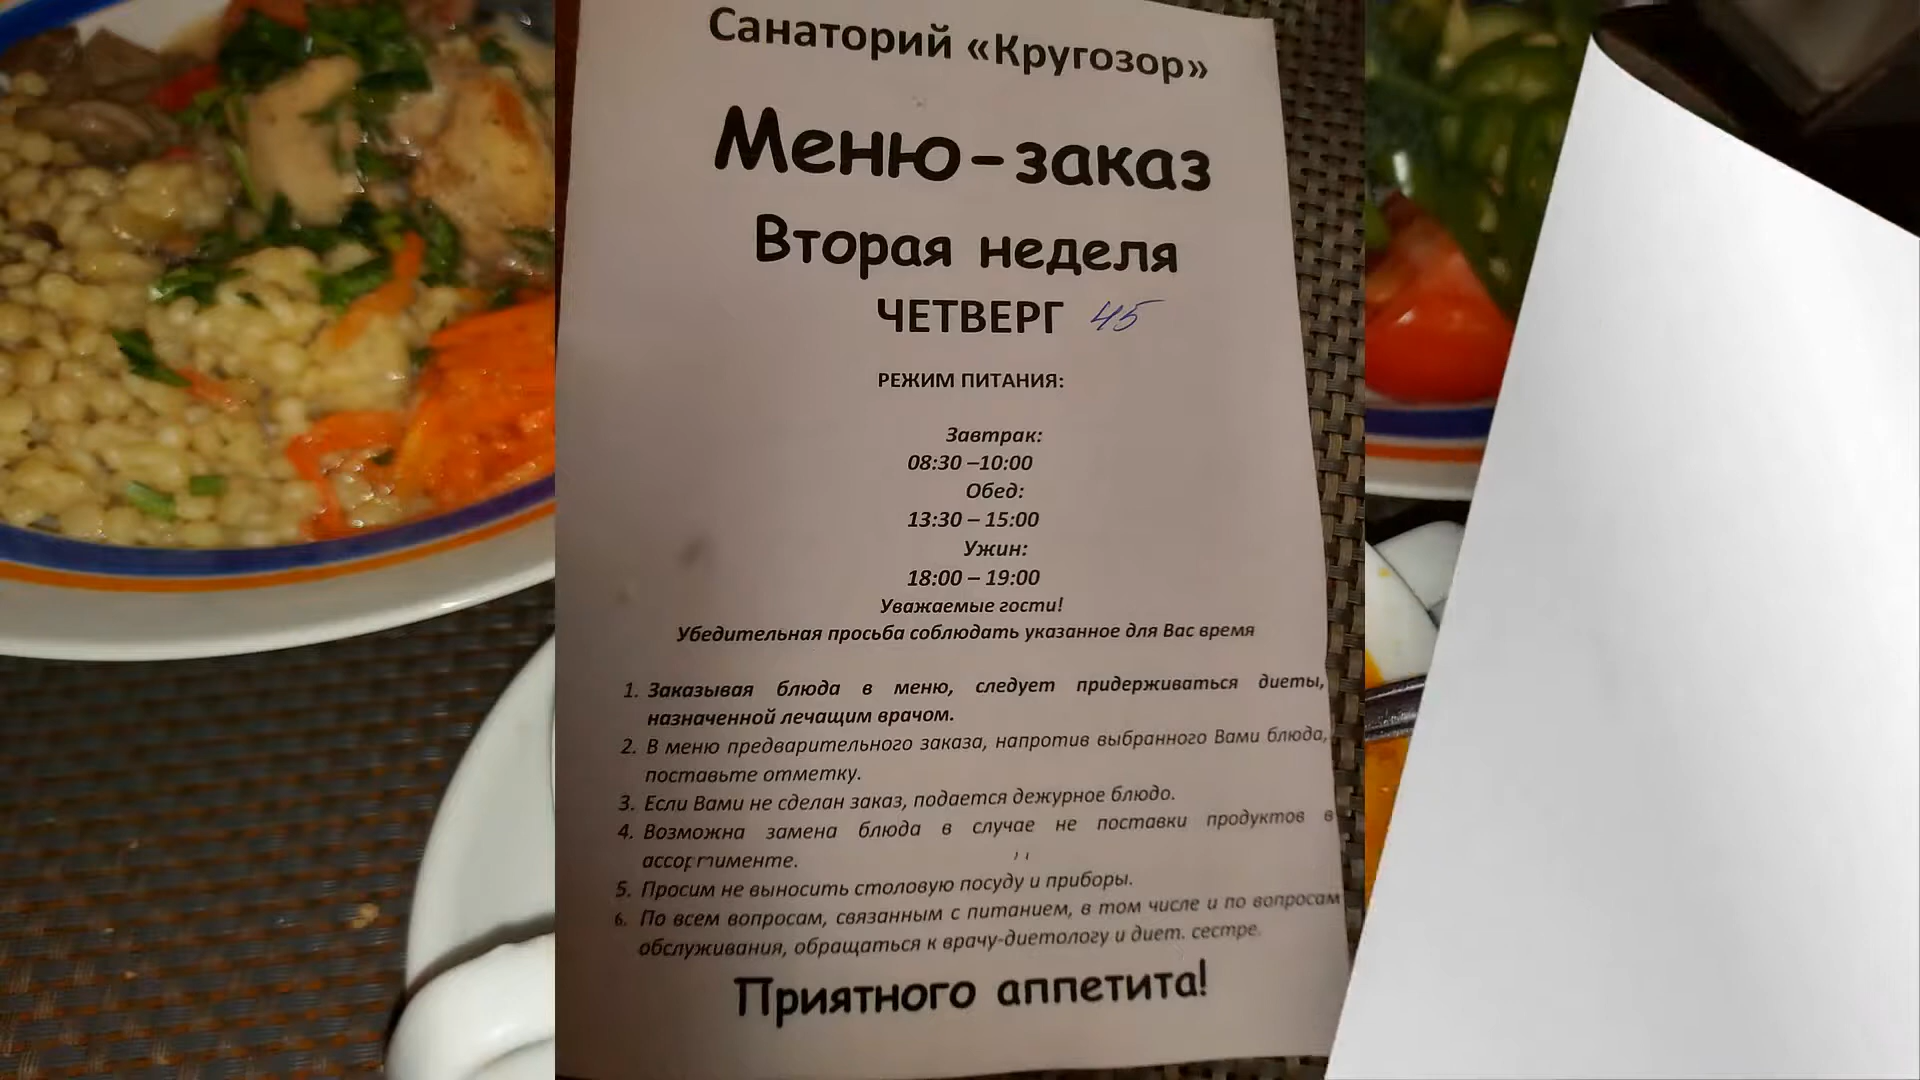 Санаторий «Кругозор»
Меню-заказ
Вторая неделя
ЧЕТВЕРГ 45
РЕЖИМ ПИТАНИЯ:
Завтрак:
08:30 –10:00
Обед:
13:30 – 15:00
Ужин:
18:00 – 19:00
Уважаемые гости!
Убедительная просьба соблюдать указанное для Вас время
1. Заказывая блюда в меню, следует придерживаться диеты,
назначенной лечащим врачом.
2. В меню предварительного заказа, напротив выбранного Вами блюда,
поставьте отметку.
3. Если Вами не сделан заказ, подается дежурное блюдо.
4. Возможна замена блюда в случае не поставки продуктов в
ассортименте.
5. Просим не выносить столовую посуду и приборы.
6. По всем вопросам, связанным с питанием, в том числе и по вопросам
обслуживания, обращаться к врачу-диетологу и диет. сестре.
Приятного аппетита!